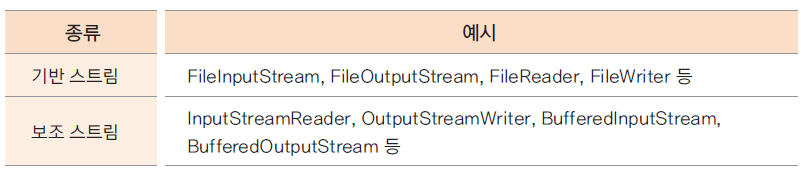 종류 예시
기반 스트림 FileInputStream, FileOutputStream, FileReader, FileWriter 등
보조 스트림 InputStreamReader, OutputStreamWriter, BufferedInputStream,
BufferedOutputStream 등